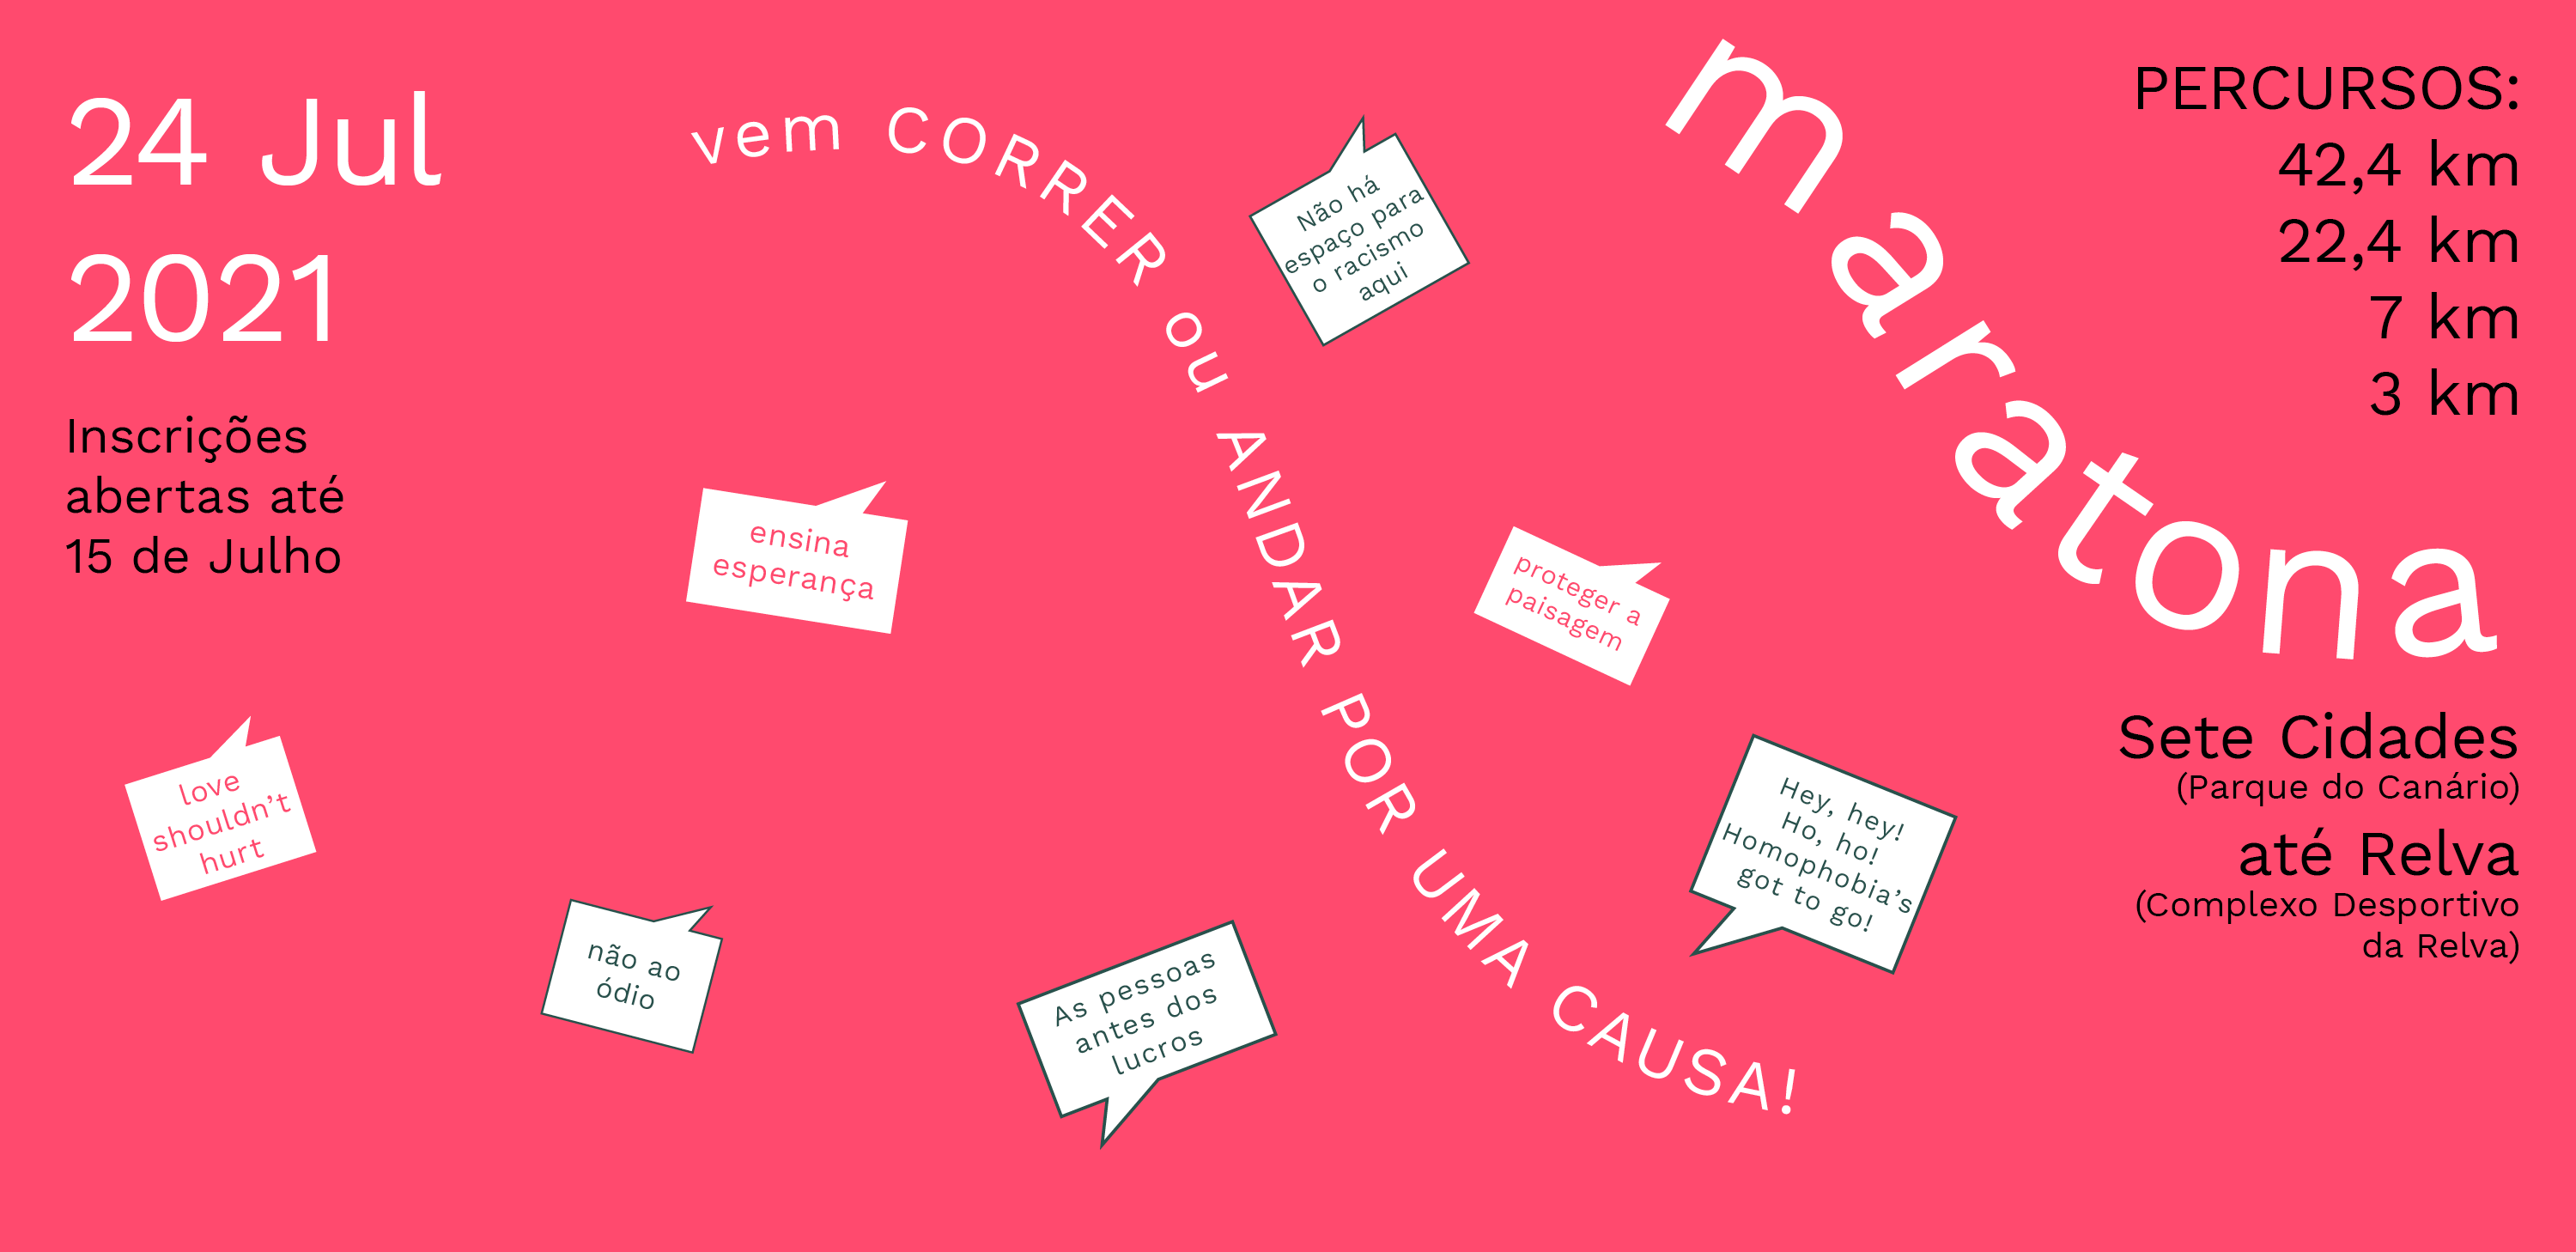 24 Jul
2021
Inscrições
abertas até
15 de Julho
vem CORRER ou ANDAR POR UMA CAUSA!
Não há
espaço para
o racismo
aqui
ensina
esperança
proteger a
paisagem
love
shouldn’t
hurt
não ao
ódio
As pessoas
antes dos
lucros
Hey, hey!
Ho, ho!
Homophobia’s
got to go!
maratona
PERCURSOS:
42,4 km
22,4 km
7 km
3 km
Sete Cidades
(Parque do Canário)
até Relva
(Complexo Desportivo
da Relva)